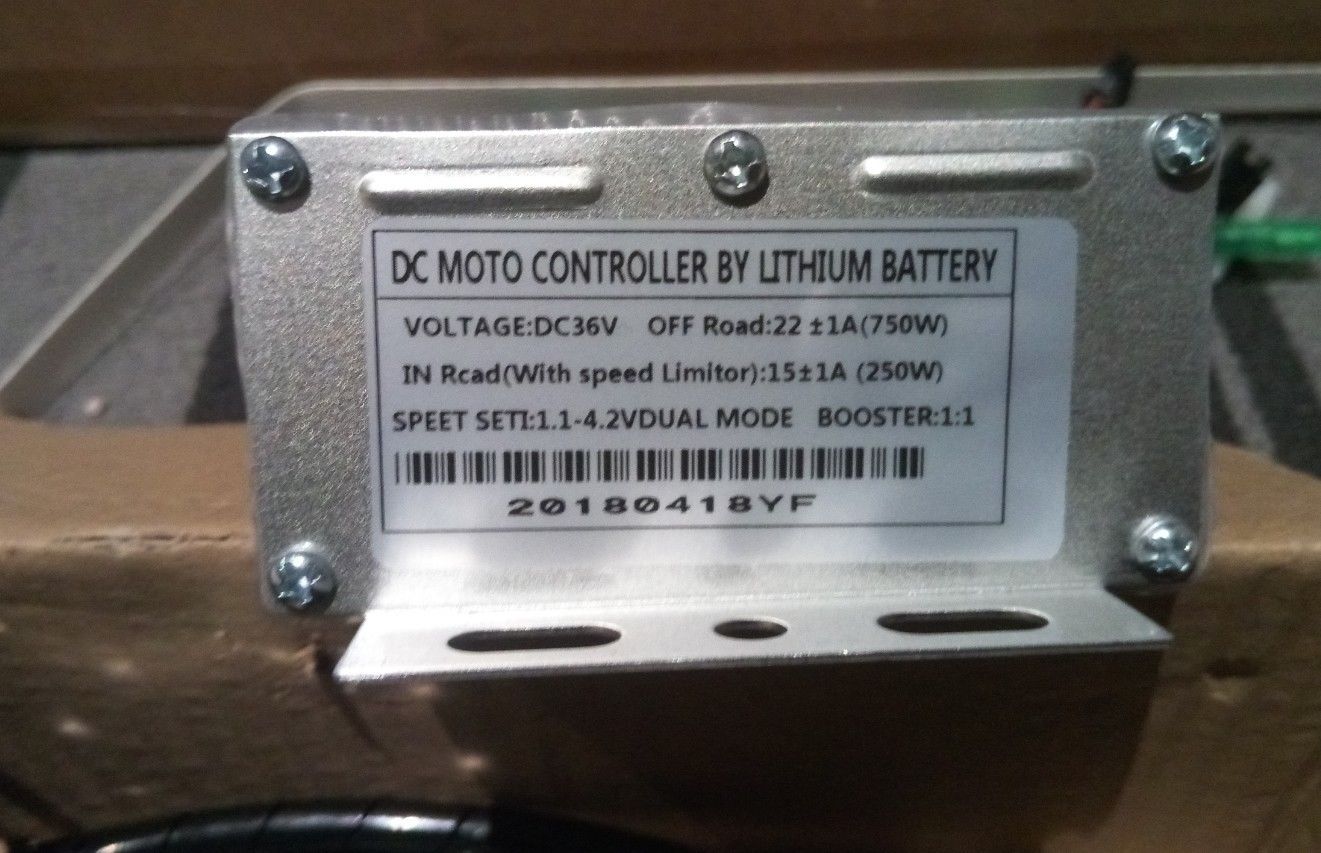 DC MOTO CONTROLLER BY LITHIUM BATTERY
VOLTAGE:DC36V OFF Road:22 ±1A(750W)
IN Rcad(With speed Limitor):15±1A (250W)
SPEET SETI:1.1-4.2VDUAL MODE BOOSTER:1:1
20180418YF